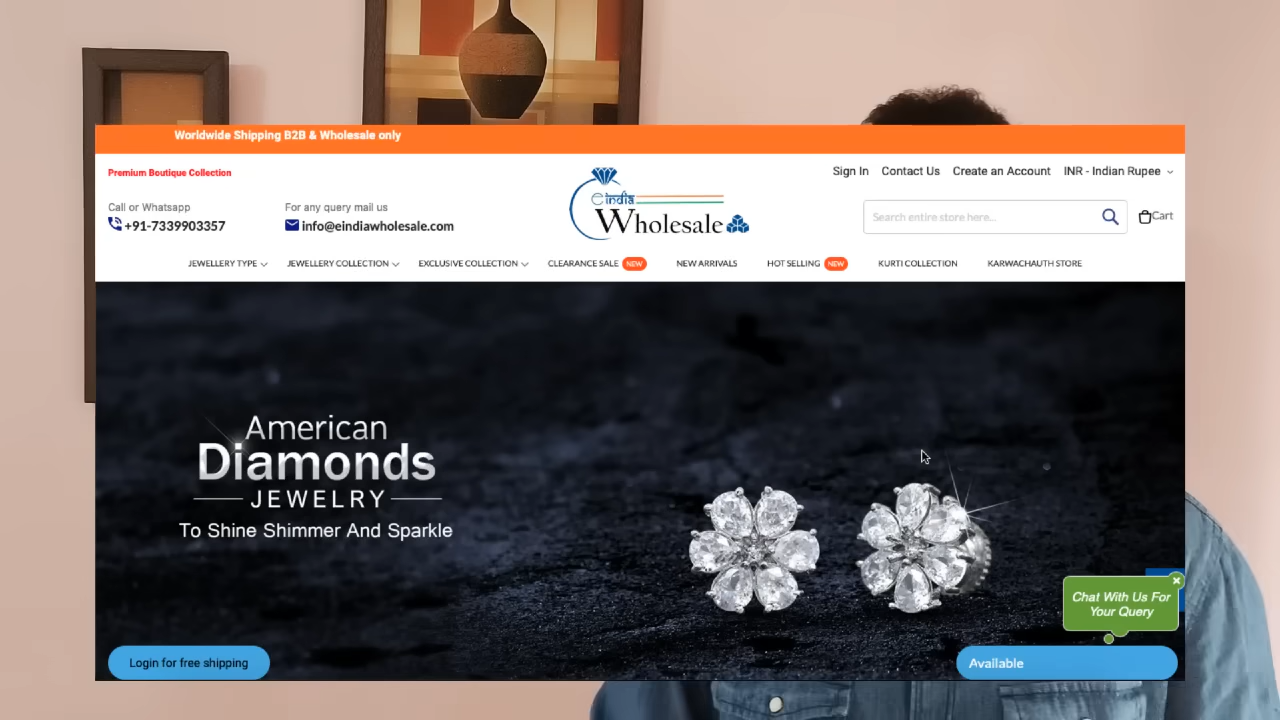 Worldwide Shipping B2B & Wholesale only
Premium Boutique Collection
Sign In Contact Us Create an Account INR - Indian Rupee
Call or Whatsapp
+91-7339903357
For any query mail us
info@eindiawholesale.com
eindia
Wholesale
Search entire store here...
Cart
JEWELLERY TYPE JEWELLERY COLLECTION EXCLUSIVE COLLECTION CLEARANCE SALE NEW NEW ARRIVALS HOT SELLING NEW KURTI COLLECTION KARWACHAUTH STORE
American
Diamonds
JEWELRY
To Shine Shimmer And Sparkle
Chat With Us For
Your Query
Login for free shipping
Available